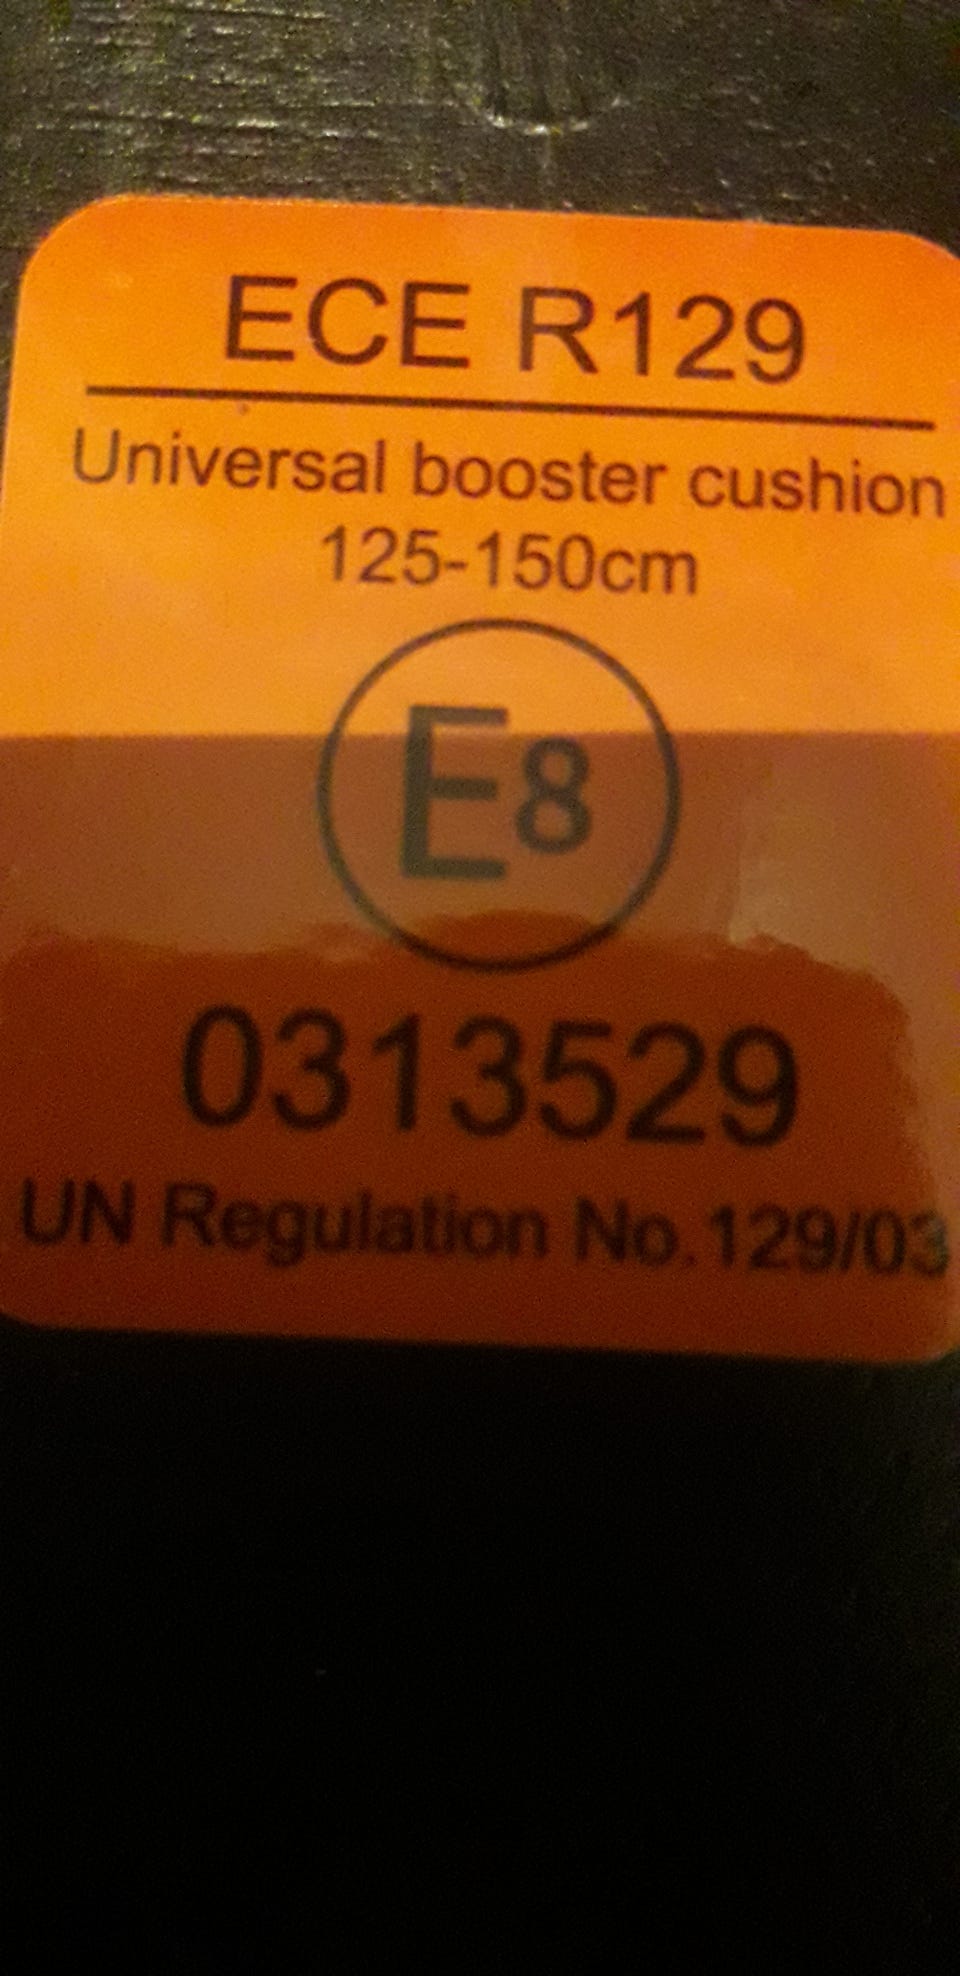 ECE R129
Universal booster cushion
125-150cm
E8
0313529
UN Regulation No.129/03